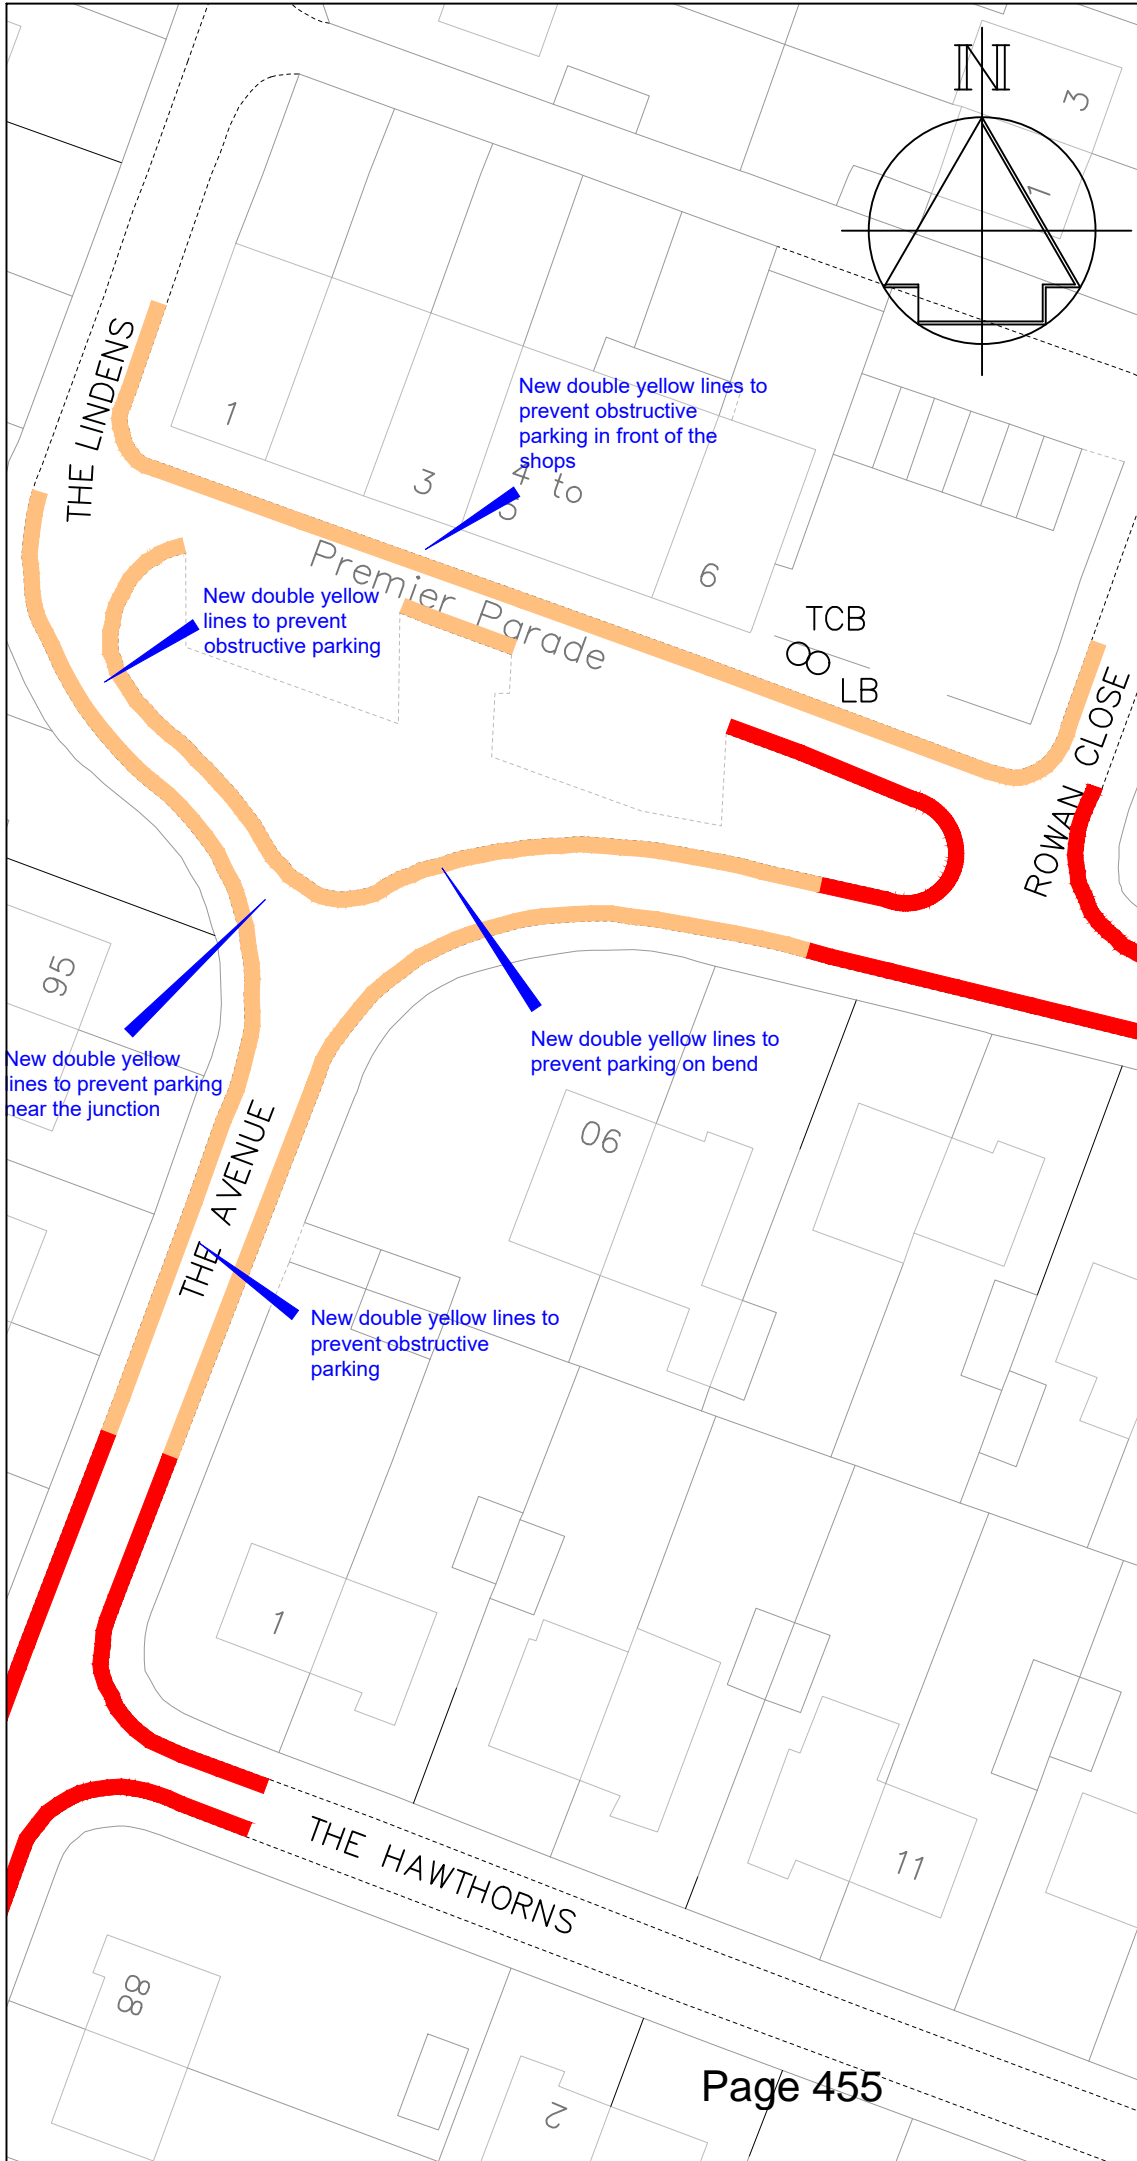 N
3
1
THE LINDENS
1
New double yellow lines to
prevent obstructive
parking in front of the
shops
3
4 to
5
6
Premier Parade
New double yellow
lines to prevent
obstructive parking
TCB
LB
ROWAN CLOSE
95
New double yellow
lines to prevent parking
near the junction
New double yellow lines to
prevent parking on bend
90
THE AVENUE
New double yellow lines to
prevent obstructive
parking
1
THE HAWTHORNS
11
88
2
Page 455